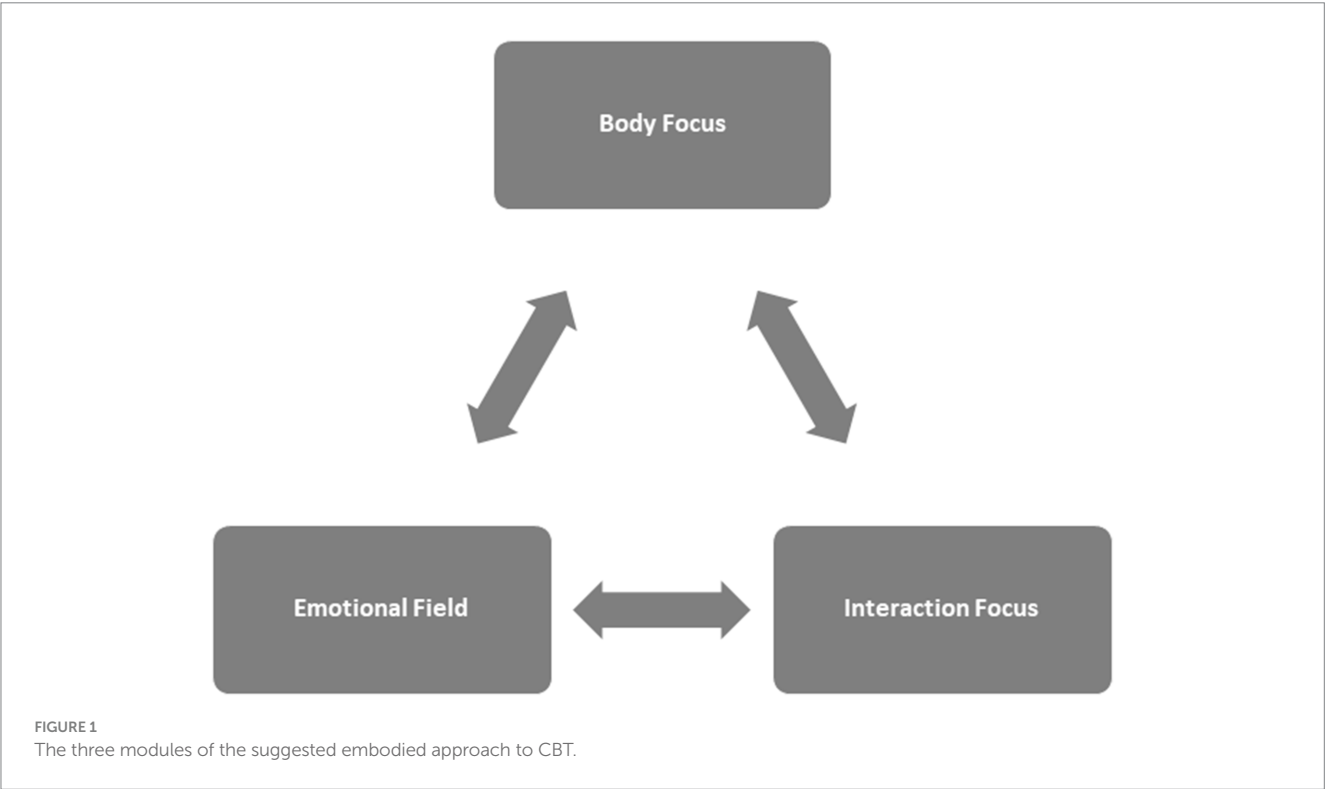 Body Focus
Emotional Field
Interaction Focus
FIGURE 1
The three modules of the suggested embodied approach to CBT.